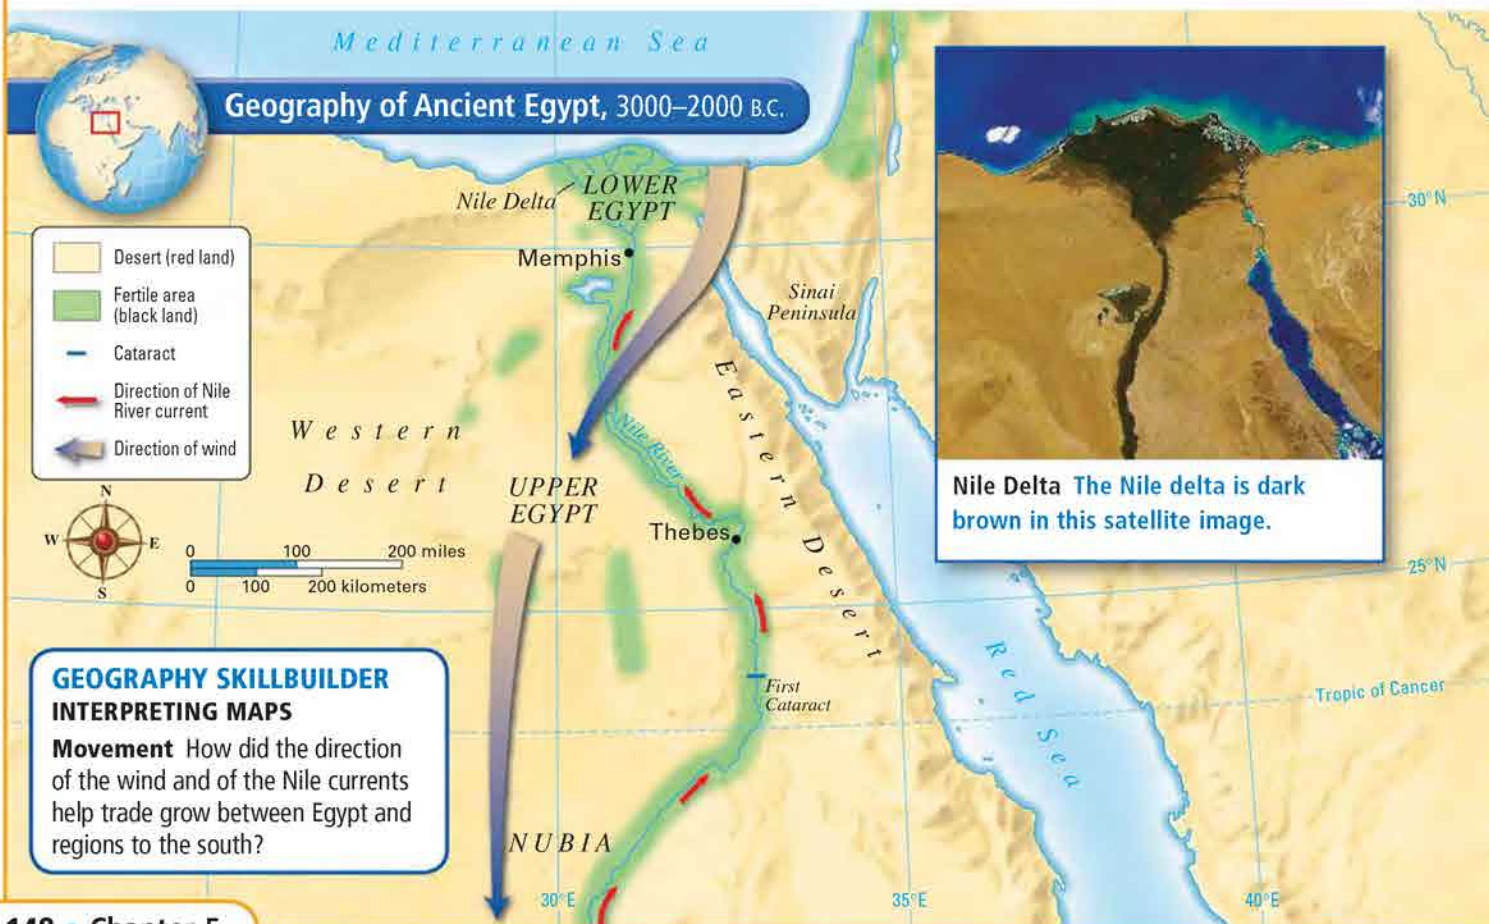 Mediterranean Sea
Geography of Ancient Egypt, 3000–2000 B.C.
Nile Delta
LOWER
EGYPT
Memphis
Sinai
Peninsula
30°N
Desert (red land)
Fertile area
(black land)
Cataract
Direction of Nile
River current
Direction of wind
Western
Desert
Nile River
Eastern Desert
UPPER
EGYPT
Thebes
Nile Delta The Nile delta is dark
brown in this satellite image.
25°N
N
W
E
S
0 100 200 miles
0 100 200 kilometers
First
Cataract
Red Sea
Tropic of Cancer
GEOGRAPHY SKILLBUILDER
INTERPRETING MAPS
Movement How did the direction
of the wind and of the Nile currents
help trade grow between Egypt and
regions to the south?
NUBIA
30°E
35°E
40°E
148 • Chapter 5